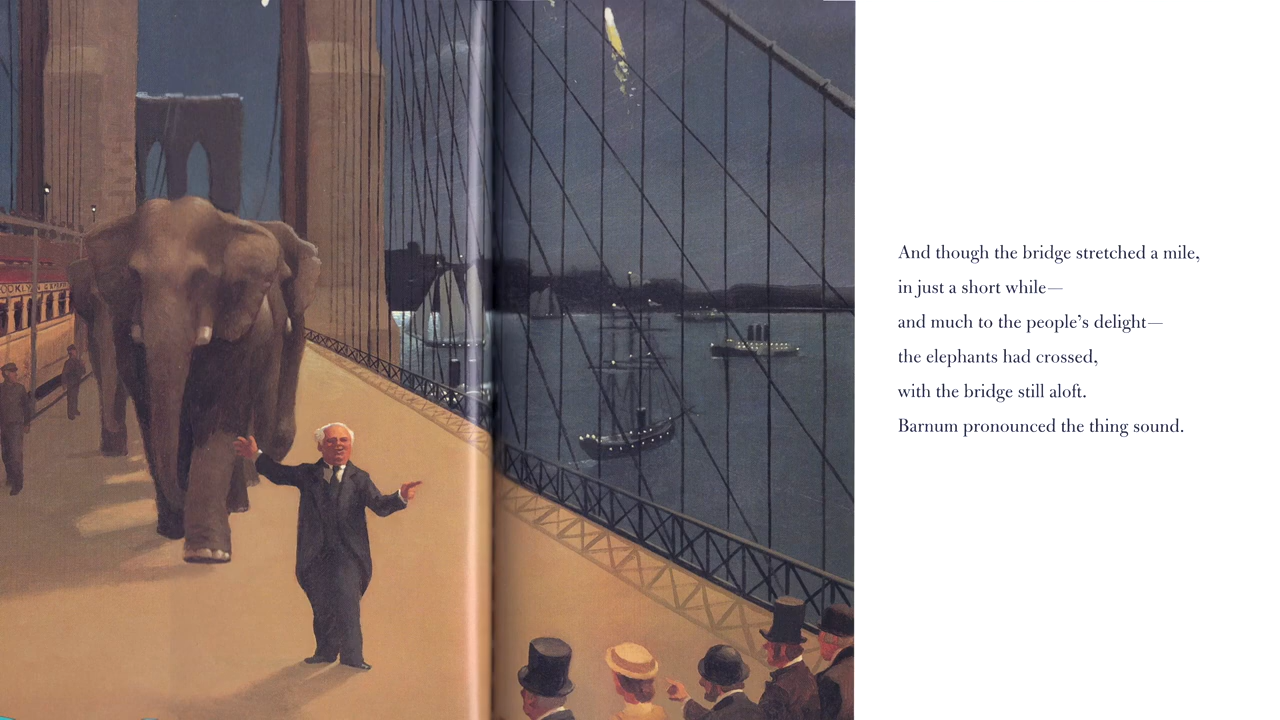 And though the bridge stretched a mile,
in just a short while—
and much to the people’s delight—
the elephants had crossed,
with the bridge still aloft.
Barnum pronounced the thing sound.